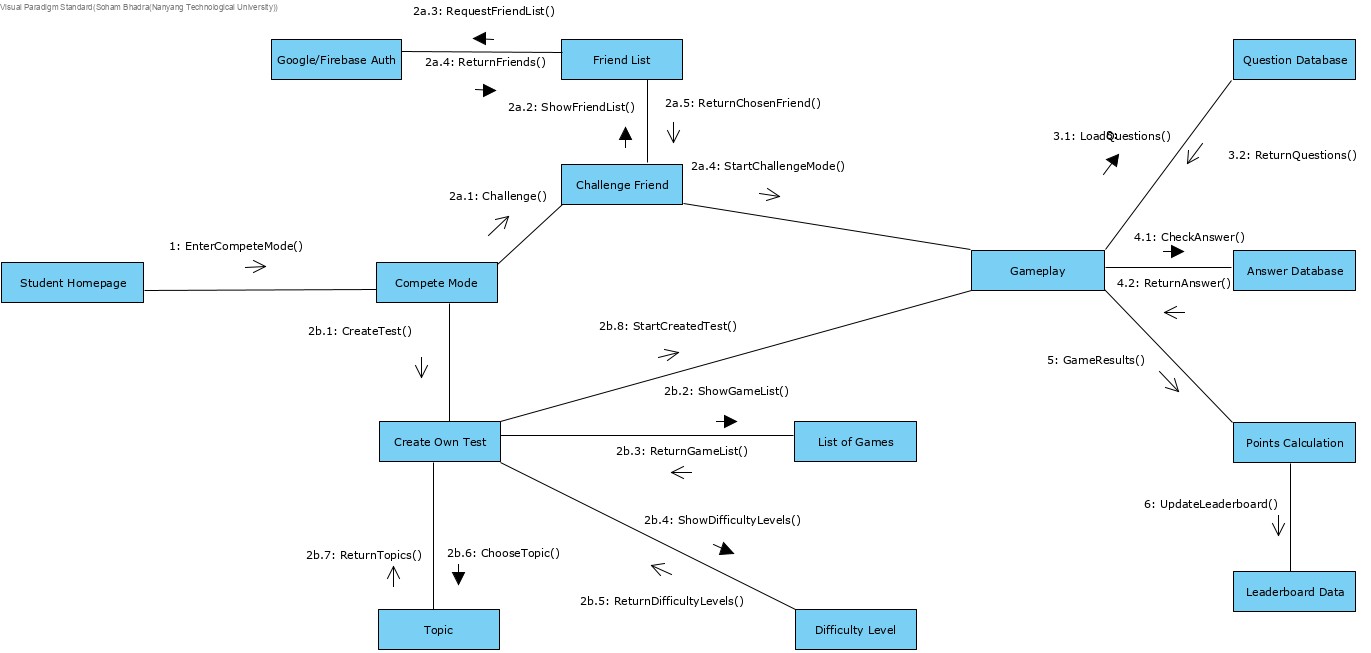 Visual Paradigm Standard(Soham Bhadra(Nanyang Technological University))
2a.3: RequestFriendList()
Google/Firebase Auth
Friend List
Question Database
2a.4: ReturnFriends()
2a.2: ShowFriendList()
2a.5: ReturnChosenFriend()
3.1: LoadQuestions()
3.2: ReturnQuestions()
2a.4: StartChallengeMode()
Challenge Friend
2a.1: Challenge()
4.1: CheckAnswer()
1: EnterCompeteMode()
Gameplay
Answer Database
Student Homepage
Compete Mode
4.2: ReturnAnswer()
2b.8: StartCreatedTest()
2b.1: CreateTest()
5: GameResults()
2b.2: ShowGameList()
Create Own Test
List of Games
Points Calculation
2b.3: ReturnGameList()
6: UpdateLeaderboard()
2b.4: ShowDifficultyLevels()
2b.7: ReturnTopics()
2b.6: ChooseTopic()
Leaderboard Data
2b.5: ReturnDifficultyLevels()
Topic
Difficulty Level